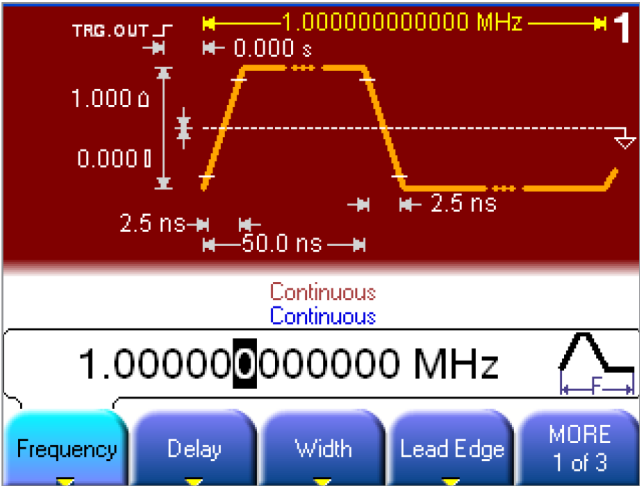 TRG.OUT
1.000000000000 MHz
1
0.000 s
1.000
0.000
2.5 ns
2.5 ns
50.0 ns
Continuous
Continuous
1.000000000000 MHz
F
Frequency
Delay
Width
Lead Edge
MORE
1 of 3